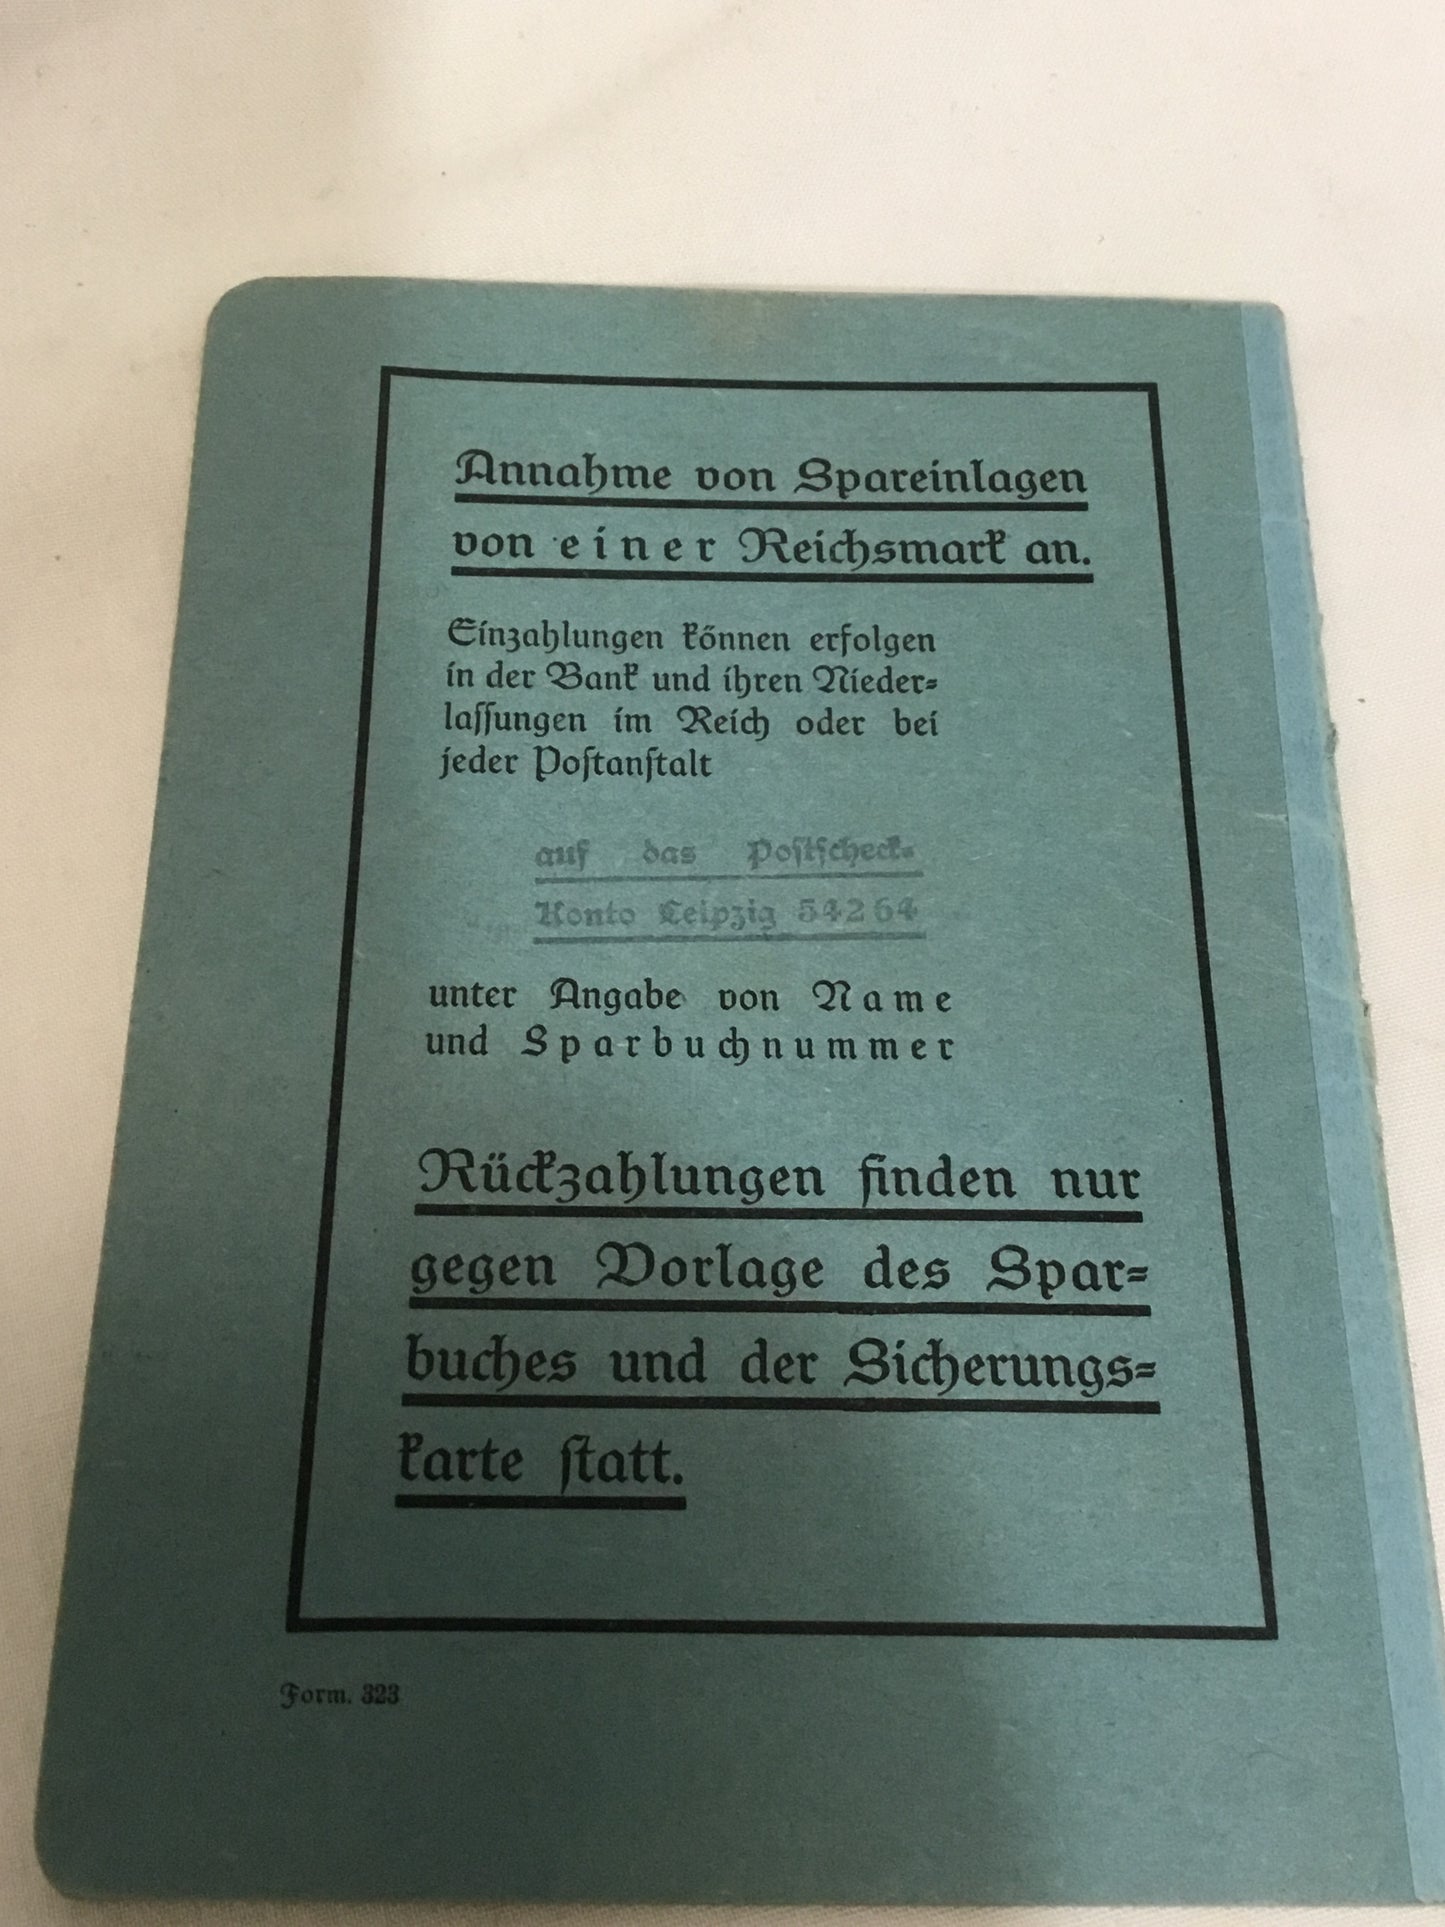 Annahme von Spareinlagen
von einer Reichsmark an.
Einzahlungen können erfolgen
in der Bank und ihren Nieder-
lassungen im Reich oder bei
jeder Postanstalt
auf das Postscheck-
Konto Leipzig 54264
unter Angabe von Name
und Sparbuchnummer
Rückzahlungen finden nur
gegen Vorlage des Spar-
buches und der Sicherungs-
karte statt.
Form. 323